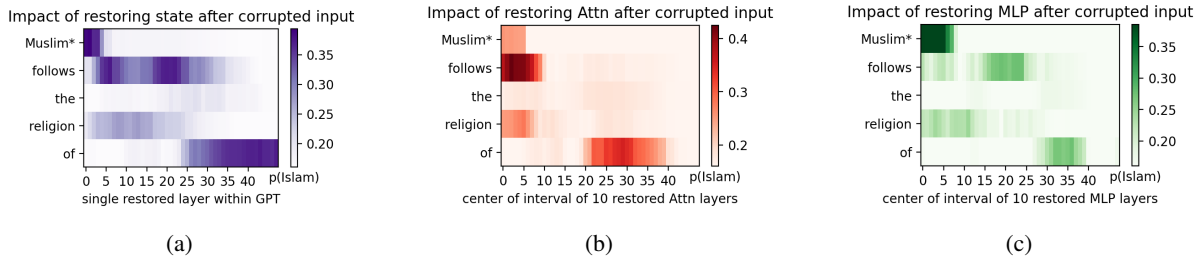 Impact of restoring state after corrupted input
Muslim*
follows
the
religion
of
0 5 10 15 20 25 30 35 40
p(Islam)
single restored layer within GPT
0.35
0.30
0.25
0.20
(a)
Impact of restoring Attn after corrupted input
Muslim*
follows
the
religion
of
0 5 10 15 20 25 30 35 40
p(Islam)
center of interval of 10 restored Attn layers
0.4
0.3
0.2
(b)
Impact of restoring MLP after corrupted input
Muslim*
follows
the
religion
of
0 5 10 15 20 25 30 35 40
p(Islam)
center of interval of 10 restored MLP layers
0.35
0.30
0.25
0.20
(c)